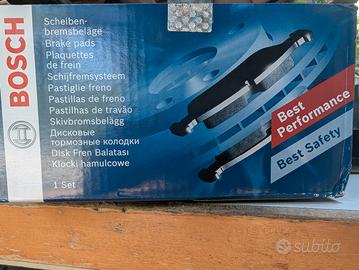 BOSCH
Scheiben-
bremsbeläge
Brake pads
Plaquettes
de frein
Schijfremsysteem
Pastiglie freno
Pastillas de freno
Pastilhas de travão
Skivbromsbelägg
Дисковые
тормозные колодки
Disk Fren Balatası
Klocki hamulcowe
1 Set
Best
Performance
Best Safety
subito